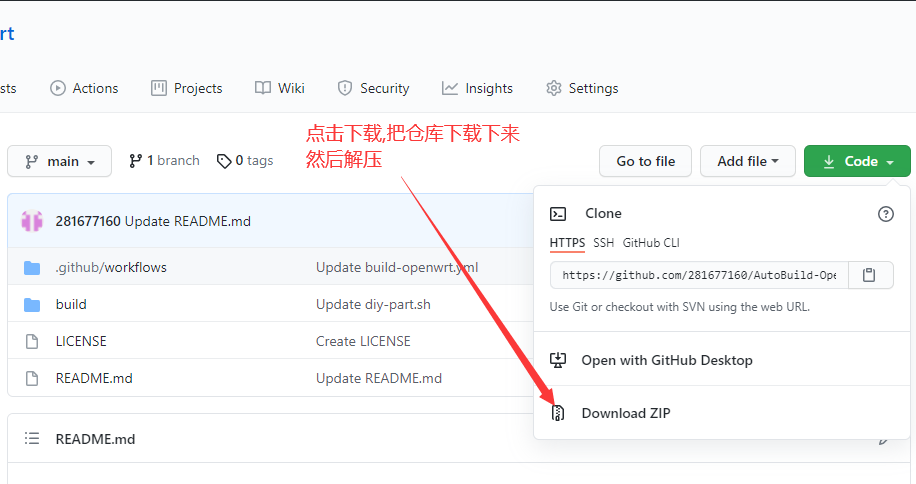 rt
sts Actions Projects Wiki Security Insights Settings
点击下载,把仓库下载下来
然后解压
main 1 branch 0 tags Go to file Add file Code
281677160 Update README.md
Clone
HTTPS SSH GitHub CLI
.github/workflows Update build-openwrt.yml
https://github.com/281677160/AutoBuild-Ope
build Update diy-part.sh
Use Git or checkout with SVN using the web URL.
LICENSE Create LICENSE
Open with GitHub Desktop
README.md Update README.md
Download ZIP
README.md